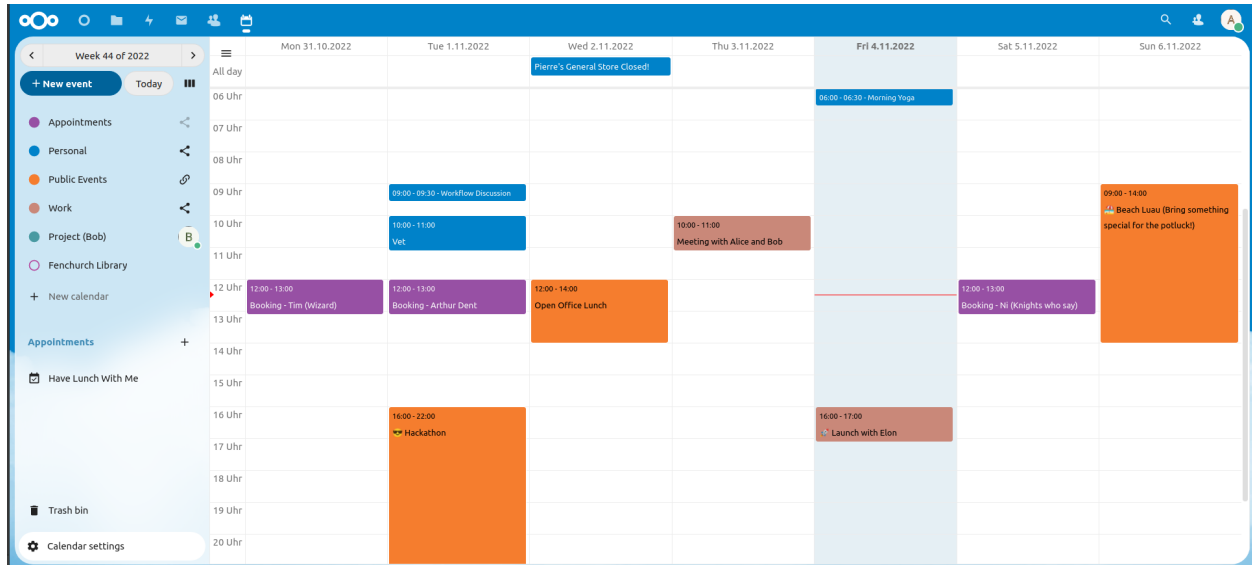 A
Week 44 of 2022
+ New event
Today
Appointments
Personal
Public Events
Work
Project (Bob)
B
Fenchurch Library
+ New calendar
Appointments
+
Have Lunch With Me
Trash bin
Calendar settings
Mon 31.10.2022
Tue 1.11.2022
Wed 2.11.2022
Thu 3.11.2022
Fri 4.11.2022
Sat 5.11.2022
Sun 6.11.2022
All day
Pierre's General Store Closed!
06 Uhr
06:00 - 06:30 - Morning Yoga
07 Uhr
08 Uhr
09 Uhr
09:00 - 09:30 - Workflow Discussion
09:00 - 14:00
🏖 Beach Luau (Bring something
special for the potluck!)
10 Uhr
10:00 - 11:00
Vet
10:00 - 11:00
Meeting with Alice and Bob
11 Uhr
12 Uhr
12:00 - 13:00
Booking - Tim (Wizard)
12:00 - 13:00
Booking - Arthur Dent
12:00 - 14:00
Open Office Lunch
12:00 - 13:00
Booking - Ni (Knights who say)
13 Uhr
14 Uhr
15 Uhr
16 Uhr
16:00 - 22:00
😎 Hackathon
16:00 - 17:00
Launch with Elon
17 Uhr
18 Uhr
19 Uhr
20 Uhr